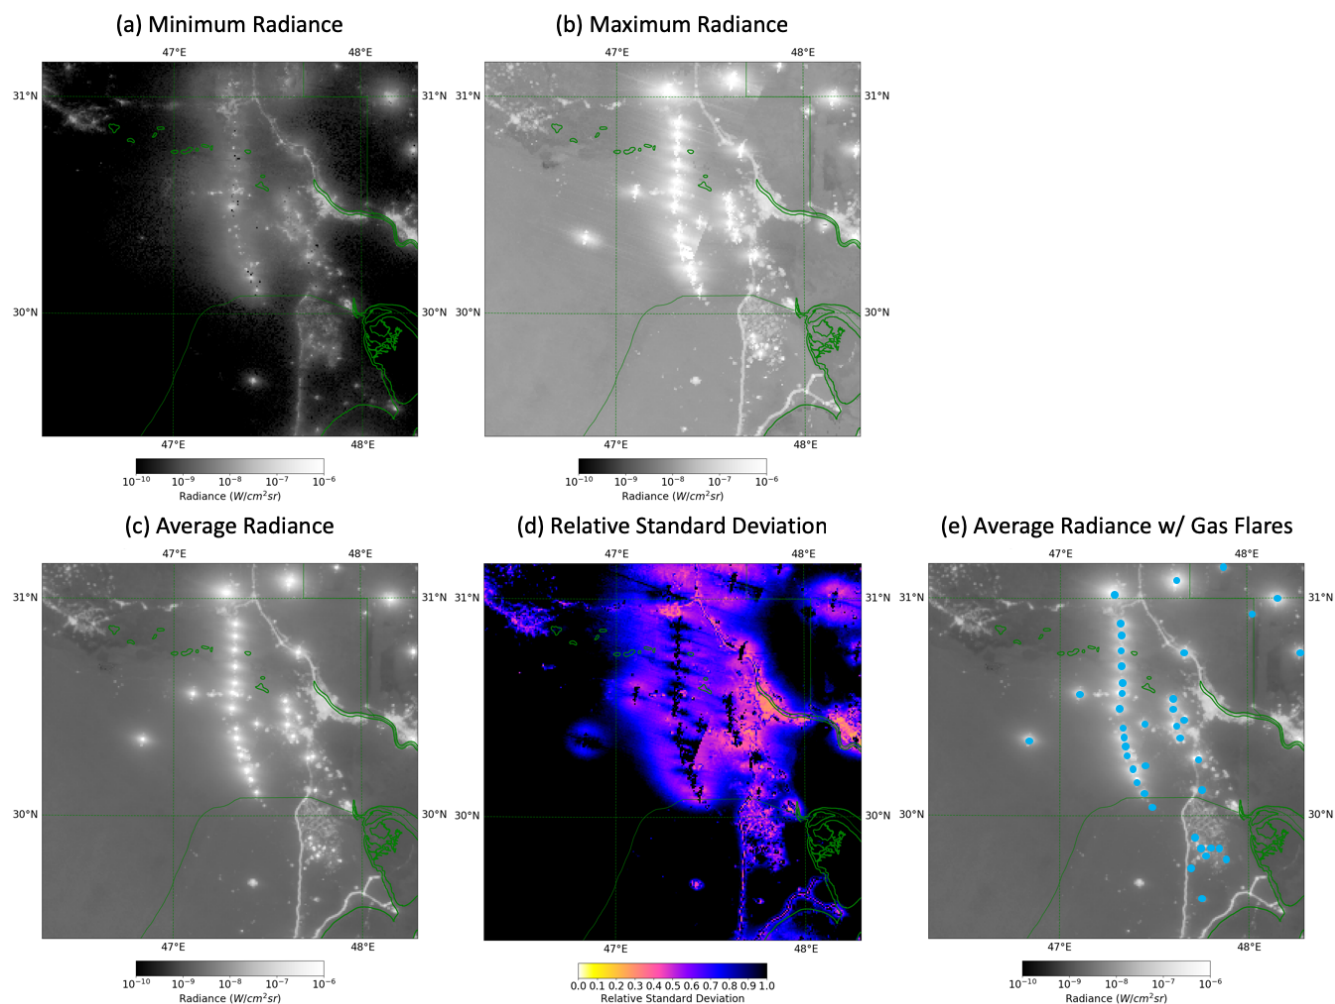 (a) Minimum Radiance
(b) Maximum Radiance
47°E 48°E
47°E 48°E
31°N
31°N
31°N
30°N
30°N
30°N
47°E 48°E
47°E 48°E
10⁻¹⁰ 10⁻⁹ 10⁻⁸ 10⁻⁷ 10⁻⁶
Radiance (W/cm²sr)
10⁻¹⁰ 10⁻⁹ 10⁻⁸ 10⁻⁷ 10⁻⁶
Radiance (W/cm²sr)
(c) Average Radiance
(d) Relative Standard Deviation
(e) Average Radiance w/ Gas Flares
47°E 48°E
47°E 48°E
47°E 48°E
31°N
31°N
31°N
31°N
30°N
30°N
30°N
30°N
47°E 48°E
47°E 48°E
47°E 48°E
10⁻¹⁰ 10⁻⁹ 10⁻⁸ 10⁻⁷ 10⁻⁶
Radiance (W/cm²sr)
0.0 0.1 0.2 0.3 0.4 0.5 0.6 0.7 0.8 0.9 1.0
Relative Standard Deviation
10⁻¹⁰ 10⁻⁹ 10⁻⁸ 10⁻⁷ 10⁻⁶
Radiance (W/cm²sr)